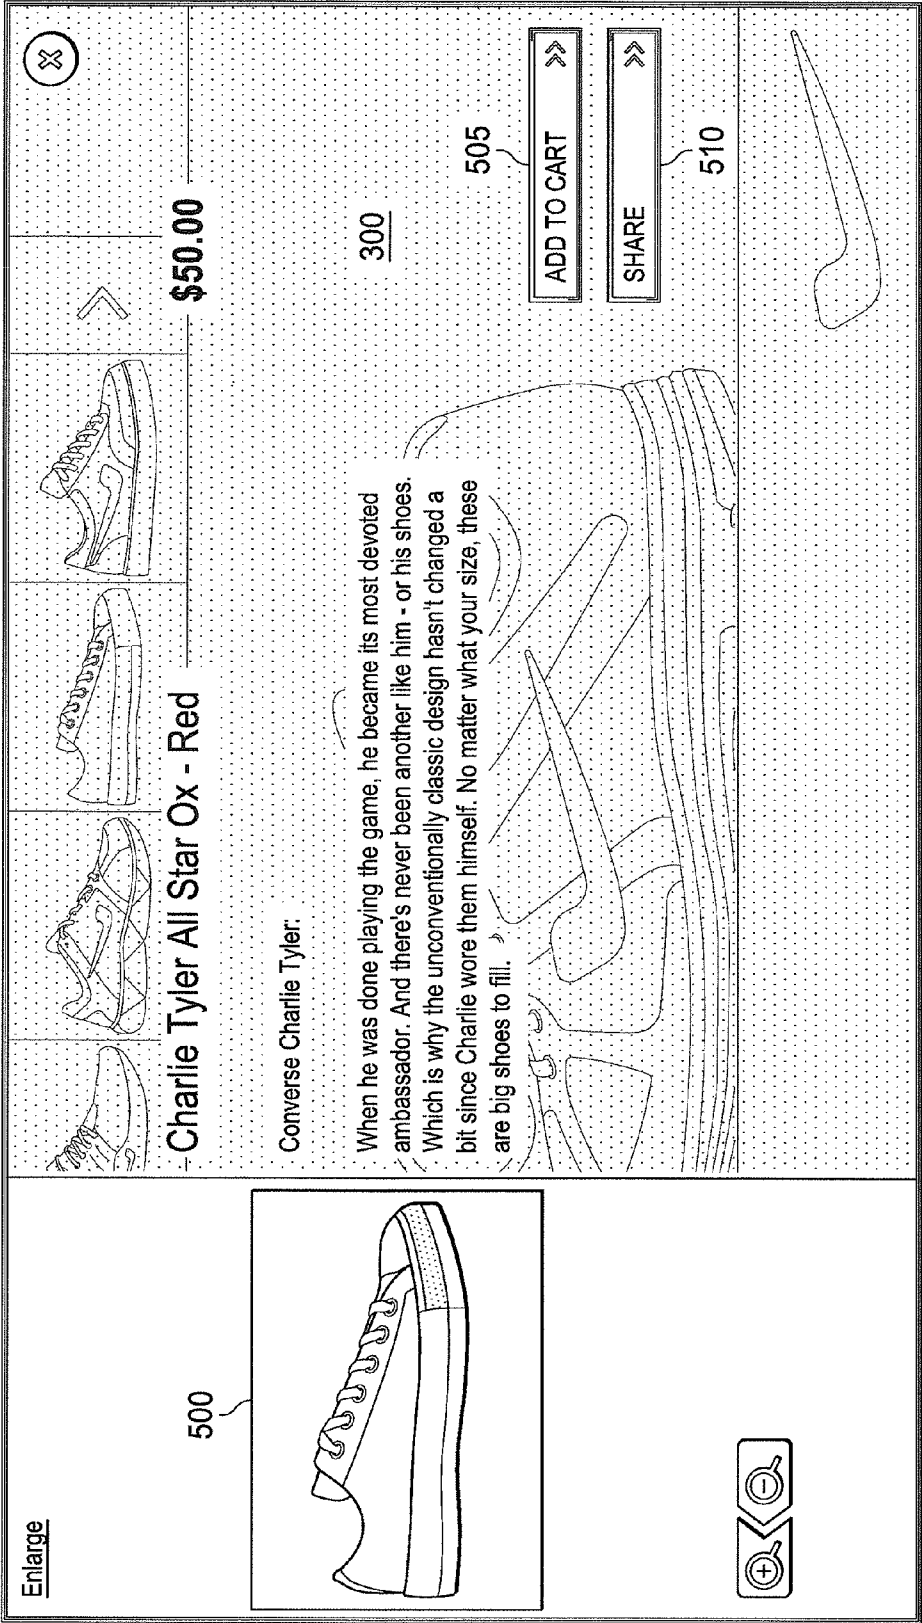 Enlarge
500
Charlie Tyler All Star Ox - Red
$50.00
X
Converse Charlie Tyler:
300
When he was done playing the game, he became its most devoted
ambassador. And there's never been another like him - or his shoes.
Which is why the unconventionally classic design hasn't changed a
bit since Charlie wore them himself. No matter what your size, these
are big shoes to fill.
505
ADD TO CART
SHARE
510